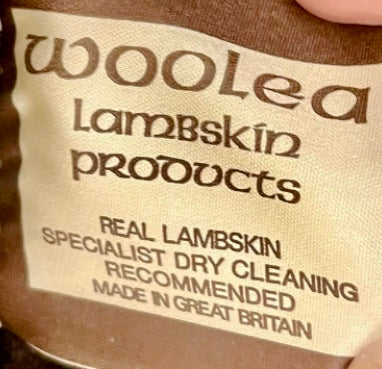 woolea
Lambskin
products
REAL LAMBSKIN
SPECIALIST DRY CLEANING
RECOMMENDED
MADE IN GREAT BRITAIN